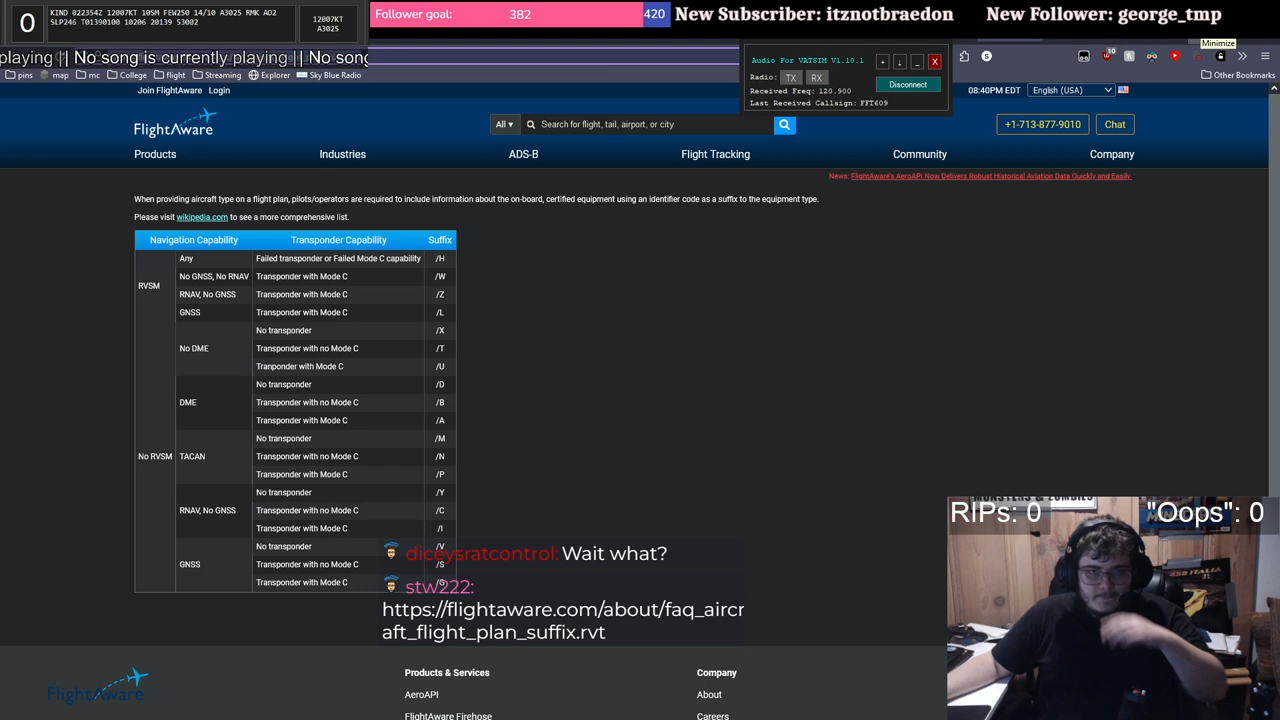 0
KIND 022354Z 12007KT 10SM FEW250 14/10 A3025 RMK AO2
SLP246 T01390100 10206 20139 53002
12007KT
A3025
Follower goal:
382
420
New Subscriber: itznotbraedon
New Follower: george_tmp
Minimize
playing || No song is currently playing || No song
10
pins
map
mc
College
flight
Streaming
Explorer
Sky Blue Radio
Other Bookmarks
Audio For VATSIM V1.10.1
+
↓
_
X
Radio:
TX
RX
Received Freq: 120.900
Disconnect
Last Received Callsign: FFT609
Join FlightAware
Login
08:40PM EDT
English (USA)
FlightAware
All ▾
Search for flight, tail, airport, or city
+1-713-877-9010
Chat
Products
Industries
ADS-B
Flight Tracking
Community
Company
News: FlightAware's AeroAPI Now Delivers Robust Historical Aviation Data Quickly and Easily
When providing aircraft type on a flight plan, pilots/operators are required to include information about the on-board, certified equipment using an identifier code as a suffix to the equipment type.
Please visit wikipedia.com to see a more comprehensive list.
Navigation Capability Transponder Capability Suffix
RVSM
Any Failed transponder or Failed Mode C capability /H
No GNSS, No RNAV Transponder with Mode C /W
RNAV, No GNSS Transponder with Mode C /Z
GNSS Transponder with Mode C /L
No RVSM
No DME
No transponder /X
Transponder with no Mode C /T
Tranponder with Mode C /U
DME
No transponder /D
Transponder with no Mode C /B
Transponder with Mode C /A
TACAN
No transponder /M
Transponder with no Mode C /N
Transponder with Mode C /P
RNAV, No GNSS
No transponder /Y
Transponder with no Mode C /C
Transponder with Mode C /I
GNSS
No transponder /V
Transponder with no Mode C /S
Transponder with Mode C /G
diceysratcontrol: Wait what?
stw222:
https://flightaware.com/about/faq_aircr
aft_flight_plan_suffix.rvt
RIPs: 0
"Oops": 0
458 ITALIA
FlightAware
Products & Services
AeroAPI
FlightAware Firehose
Company
About
Careers